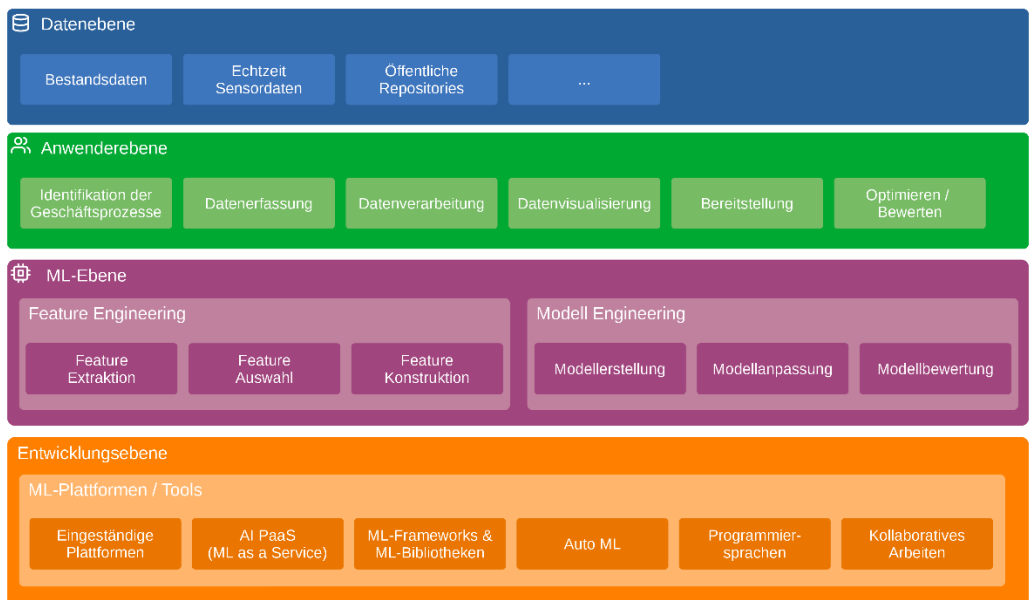 Datenebene
Bestandsdaten
Echtzeit
Sensordaten
Öffentliche
Repositories
...
Anwenderebene
Identifikation der
Geschäftsprozesse
Datenerfassung
Datenverarbeitung
Datenvisualisierung
Bereitstellung
Optimieren /
Bewerten
ML-Ebene
Feature Engineering
Feature
Extraktion
Feature
Auswahl
Feature
Konstruktion
Modell Engineering
Modellerstellung
Modellanpassung
Modellbewertung
Entwicklungsebene
ML-Plattformen / Tools
Eingeständige
Plattformen
AI PaaS
(ML as a Service)
ML-Frameworks &
ML-Bibliotheken
Auto ML
Programmier-
sprachen
Kollaboratives
Arbeiten